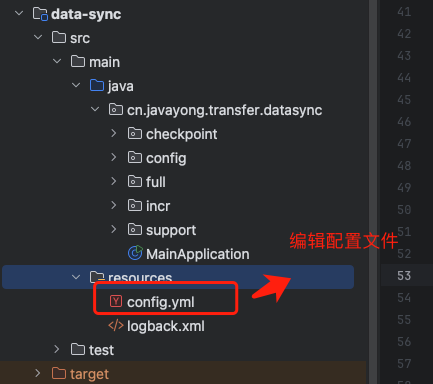 data-sync
41
src
42
main
43
java
44
cn.javayong.transfer.datasync
45
46
checkpoint
47
config
48
full
49
incr
50
support
51
编辑配置文件
MainApplication
52
resources
53
config.yml
54
logback.xml
55
test
56
target
57